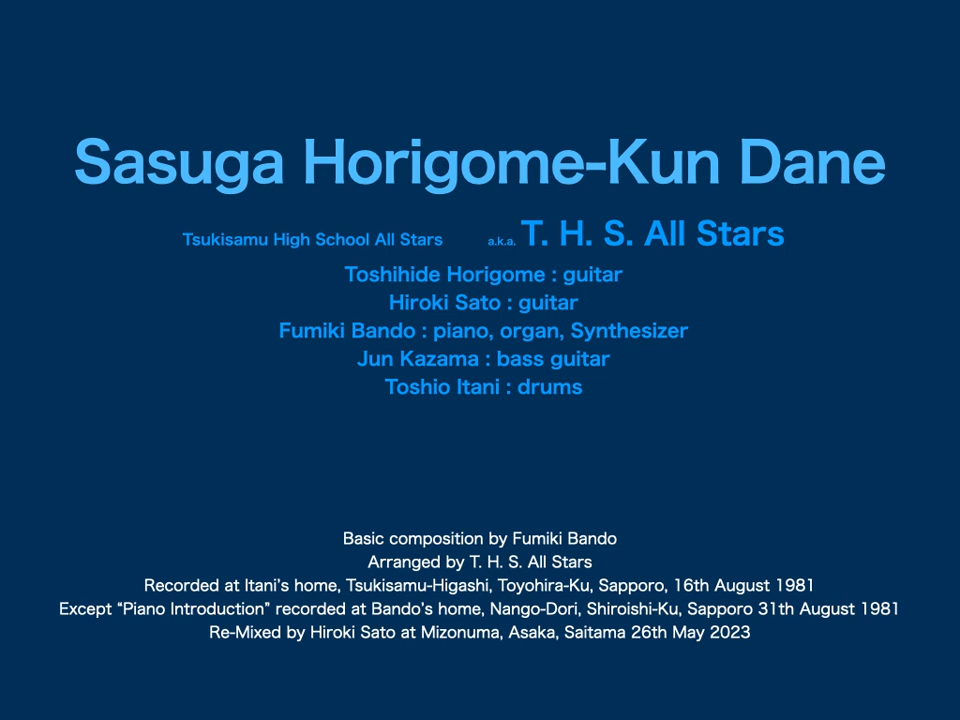 Sasuga Horigome-Kun Dane
Tsukisamu High School All Stars a.k.a. T. H. S. All Stars
Toshihide Horigome : guitar
Hiroki Sato : guitar
Fumiki Bando : piano, organ, Synthesizer
Jun Kazama : bass guitar
Toshio Itani : drums
Basic composition by Fumiki Bando
Arranged by T. H. S. All Stars
Recorded at Itani’s home, Tsukisamu-Higashi, Toyohira-Ku, Sapporo, 16th August 1981
Except “Piano Introduction” recorded at Bando’s home, Nango-Dori, Shiroishi-Ku, Sapporo 31th August 1981
Re-Mixed by Hiroki Sato at Mizonuma, Asaka, Saitama 26th May 2023